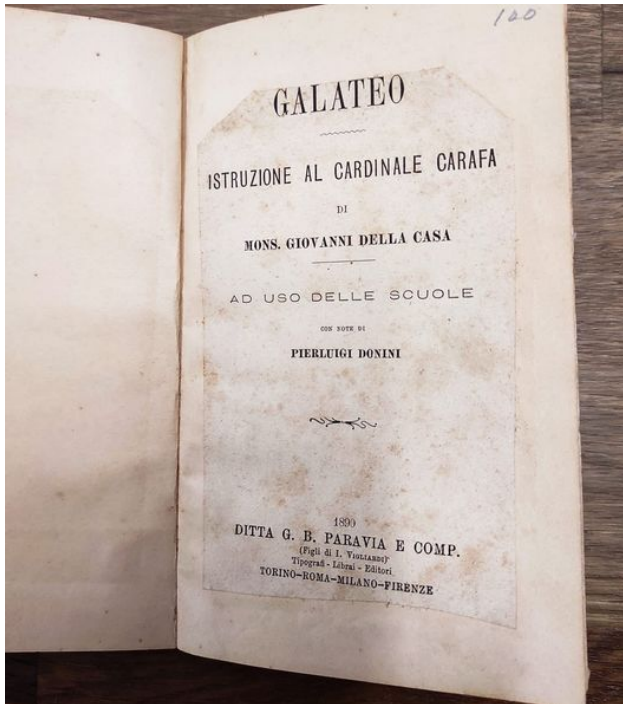 100
GALATEO
ISTRUZIONE AL CARDINALE CARAFA
DI
MONS. GIOVANNI DELLA CASA
AD USO DELLE SCUOLE
CON NOTE DI
PIERLUIGI DONINI
1890
DITTA G. B. PARAVIA E COMP.
(Figli di I. VIGLIARDI)
Tipografi - Librai - Editori
TORINO-ROMA-MILANO-FIRENZE